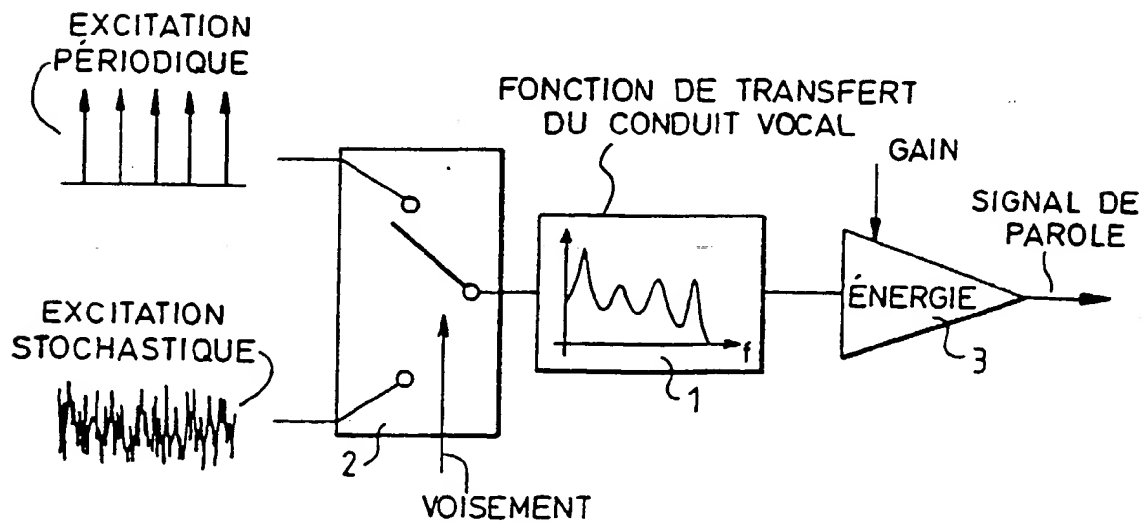 EXCITATION
PÉRIODIQUE
FONCTION DE TRANSFERT
DU CONDUIT VOCAL
GAIN
SIGNAL DE
PAROLE
ÉNERGIE
3
f
1
EXCITATION
STOCHASTIQUE
2
VOISEMENT